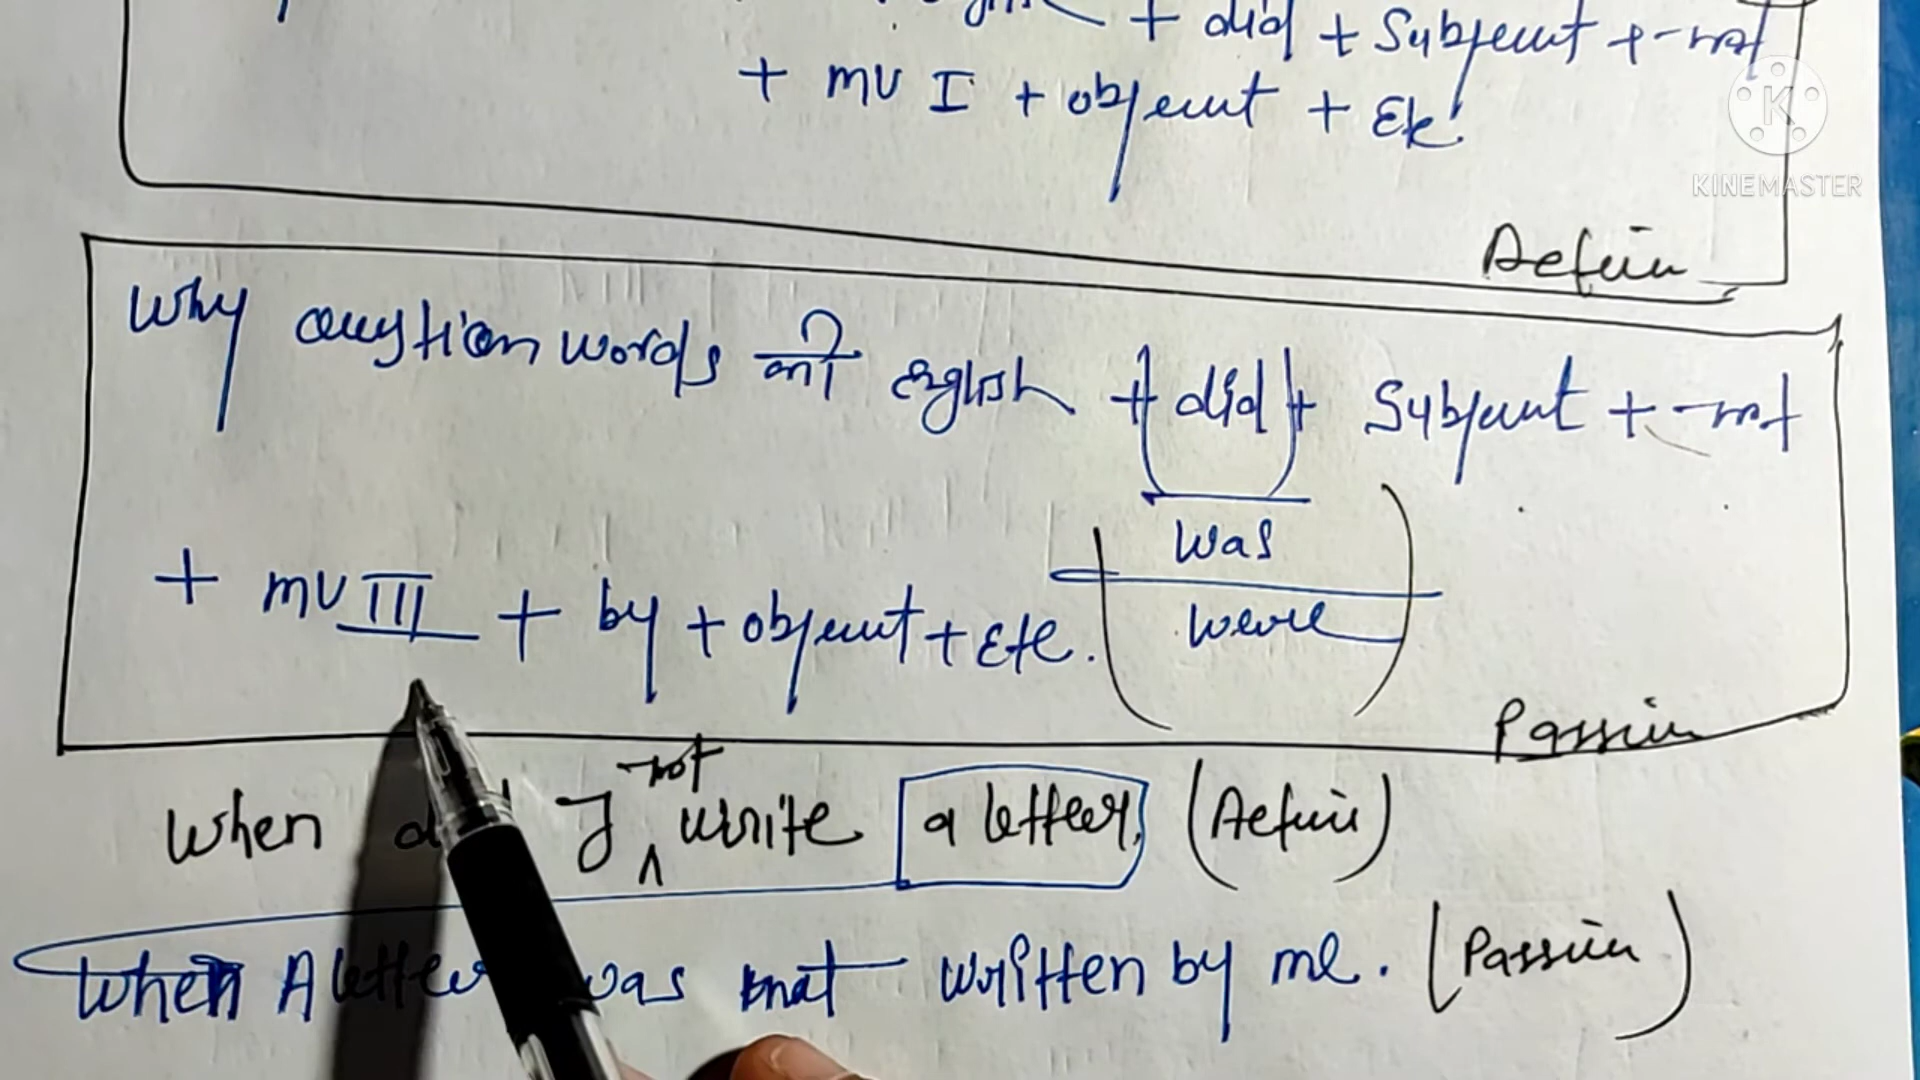 + did + Subject + not
+ MV I + object + Etc.
KINEMASTER
Active
Why question words की english + did + Subject + not
was
were
+ MV III + by + object + Etc.
Passive
not
When I ^ write a letter. (Active)
When A letter was not written by me. (Passive)